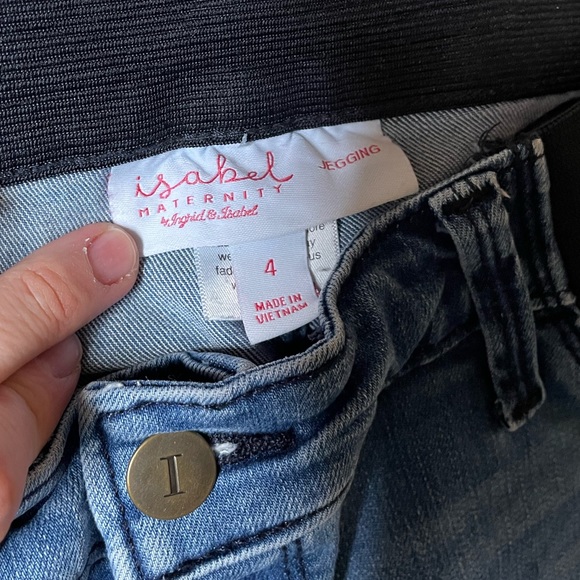 isabel
MATERNITY
by Ingrid & Isabel
JEGGING
4
MADE IN
VIETNAM
I